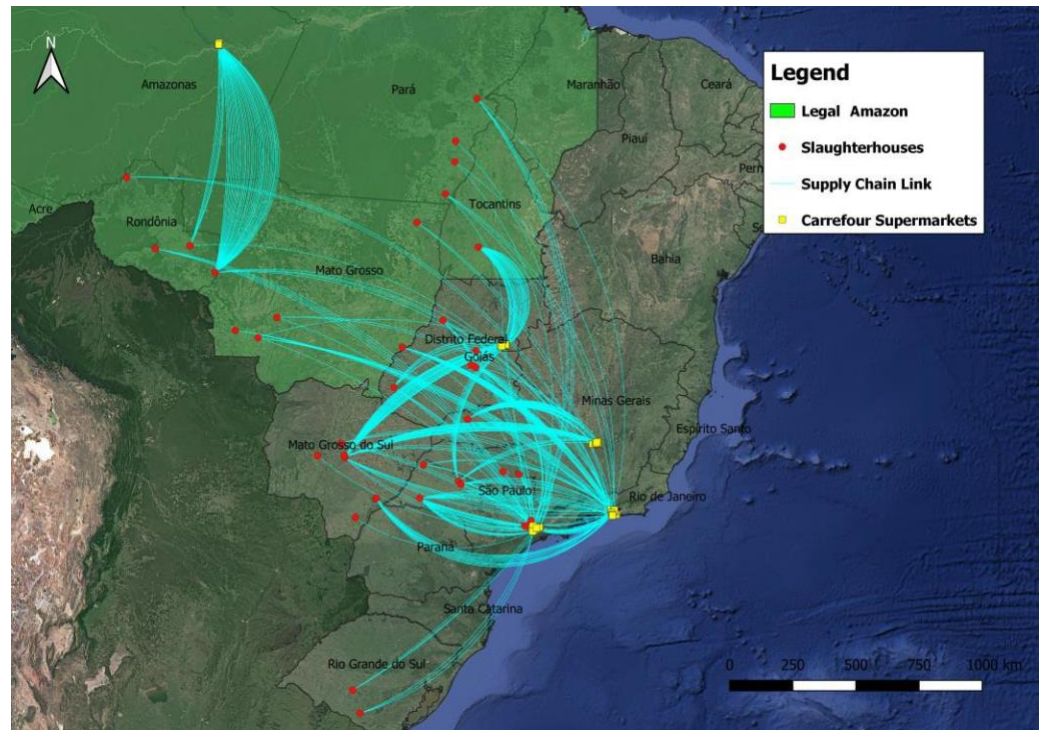 N
Amazonas
Pará
Maranhão
Ceará
Piauí
Pern
Acre
Rondônia
Tocantins
Mato Grosso
Bahia
Distrito Federal
Goiás
Minas Gerais
Espírito Santo
Mato Grosso do Sul
São Paulo
Rio de Janeiro
Paraná
Santa Catarina
Rio Grande do Sul
Legend
Legal Amazon
Slaughterhouses
Supply Chain Link
Carrefour Supermarkets
0 250 500 750 1000 km